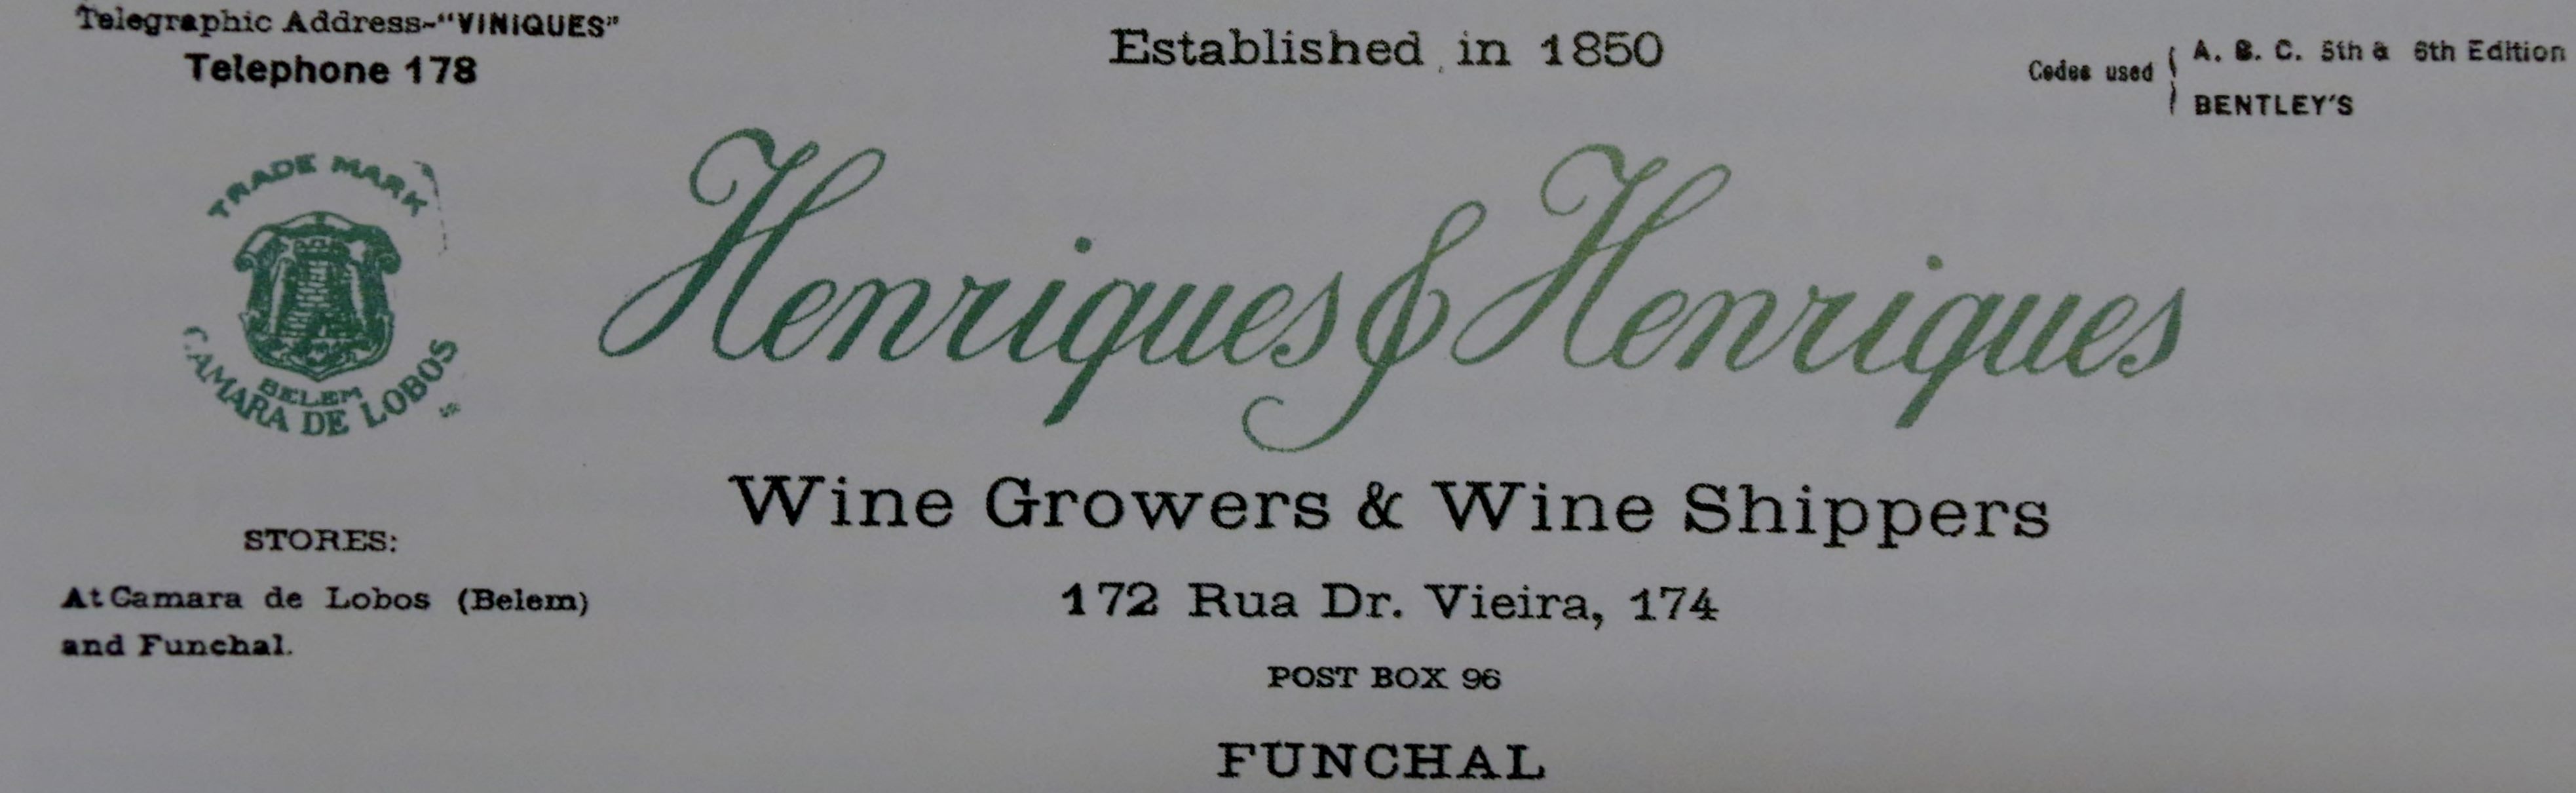 Telegraphic Address-"VINIQUES"
Telephone 178
Established in 1850
Codes used
A. B. C. 5th & 6th Edition
BENTLEY'S
TRADE MARK
BELEM
CAMARA DE LOBOS
Henriques & Henriques
Wine Growers & Wine Shippers
STORES:
At Camara de Lobos (Belem)
and Funchal.
172 Rua Dr. Vieira, 174
POST BOX 96
FUNCHAL